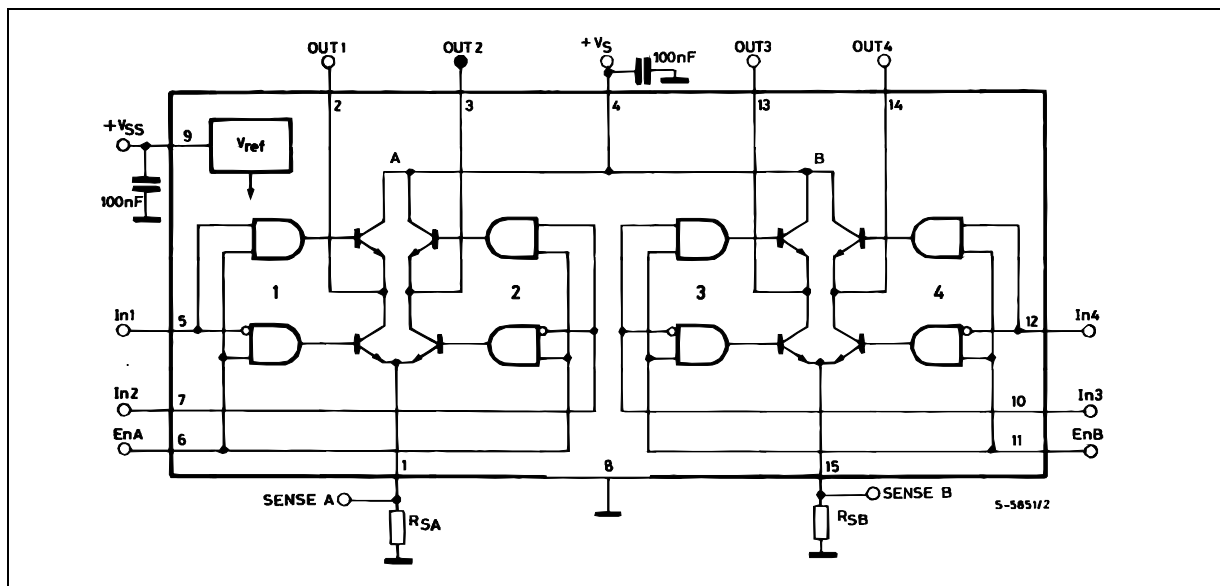 OUT1
OUT2
+VS
100nF
OUT3
OUT4
2
3
4
13
14
+VSS
9
Vref
A
B
100nF
1
2
3
4
In1
5
12
In4
In2
7
10
In3
EnA
6
11
EnB
1
8
15
SENSE A
SENSE B
RSA
RSB
S-5851/2